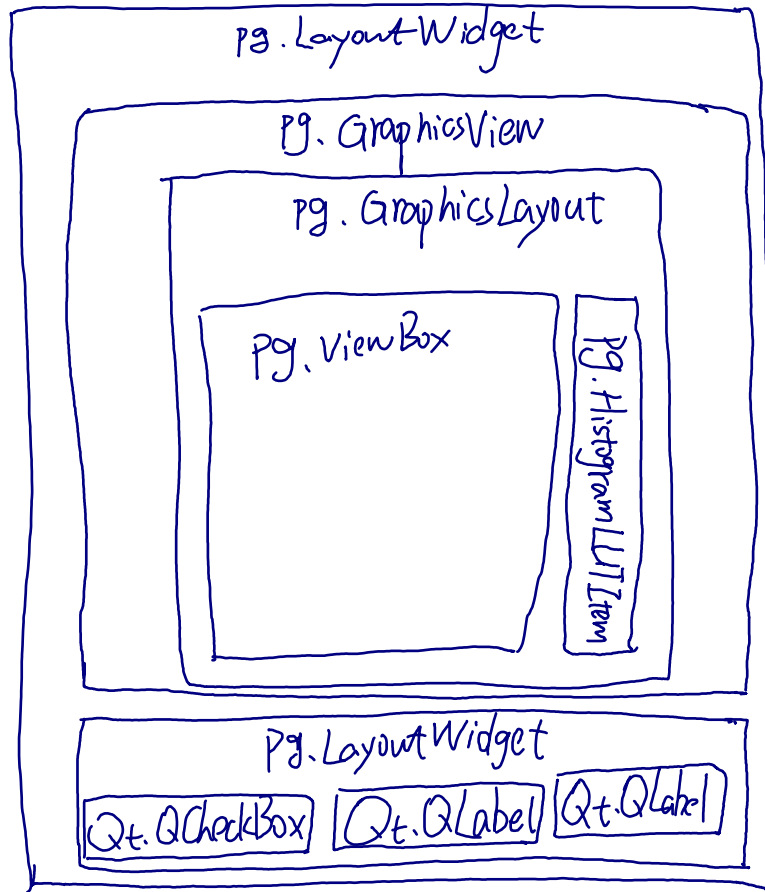 pg.LayoutWidget
pg.GraphicsView
pg.GraphicsLayout
pg.ViewBox
pg.HistogramLUTItem
pg.LayoutWidget
Qt.QCheckBox
Qt.QLabel
Qt.QLabel